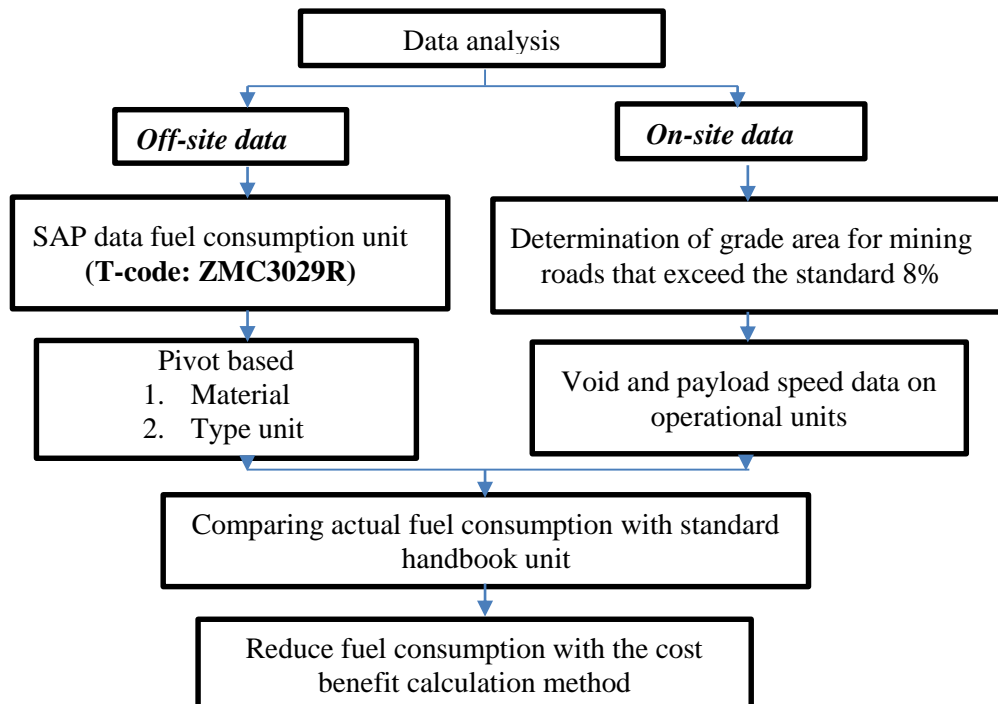 Data analysis
Off-site data
On-site data
SAP data fuel consumption unit
(T-code: ZMC3029R)
Determination of grade area for mining
roads that exceed the standard 8%
Pivot based
1. Material
2. Type unit
Void and payload speed data on
operational units
Comparing actual fuel consumption with standard
handbook unit
Reduce fuel consumption with the cost
benefit calculation method